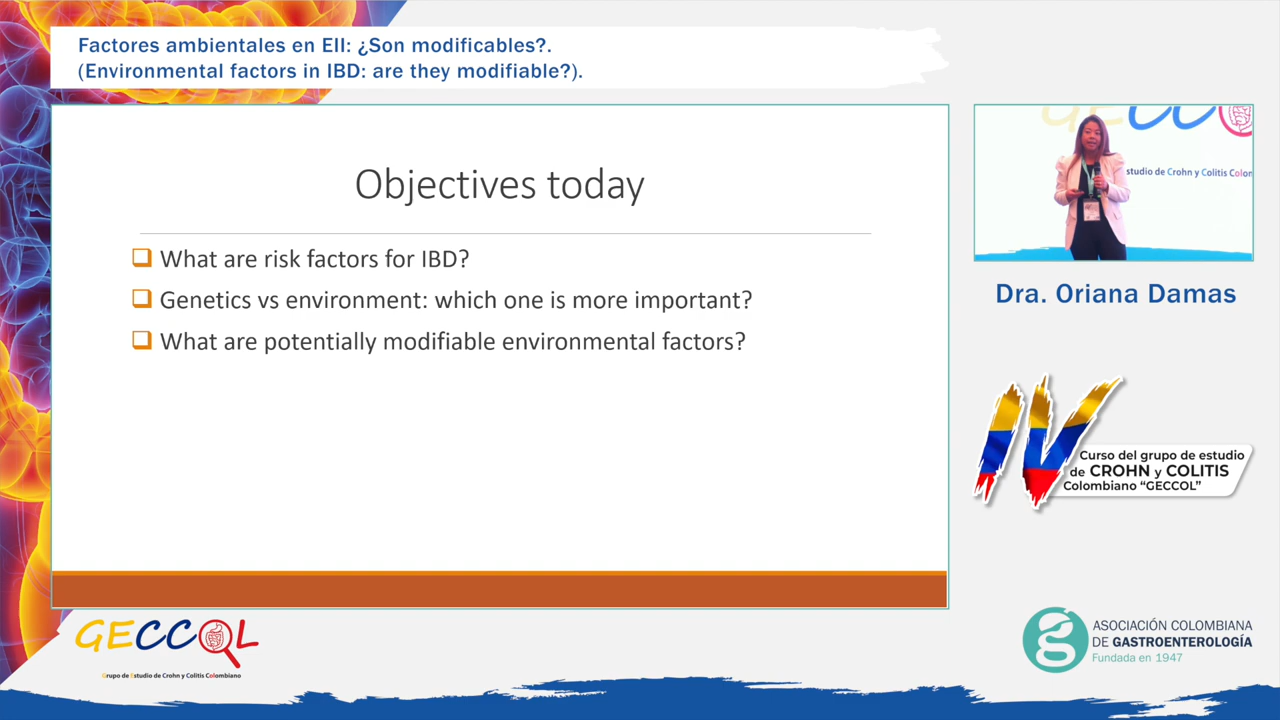 Factores ambientales en EII: ¿Son modificables?.
(Environmental factors in IBD: are they modifiable?).
Objectives today
What are risk factors for IBD?
Genetics vs environment: which one is more important?
What are potentially modifiable environmental factors?
studio de Crohn y Colitis Colom
Dra. Oriana Damas
IV
Curso del grupo de estudio
de CROHN y COLITIS
Colombiano "GECCOL"
GECCOL
Grupo de Estudio de Crohn y Colitis Colombiano
ASOCIACIÓN COLOMBIANA
DE GASTROENTEROLOGÍA
Fundada en 1947